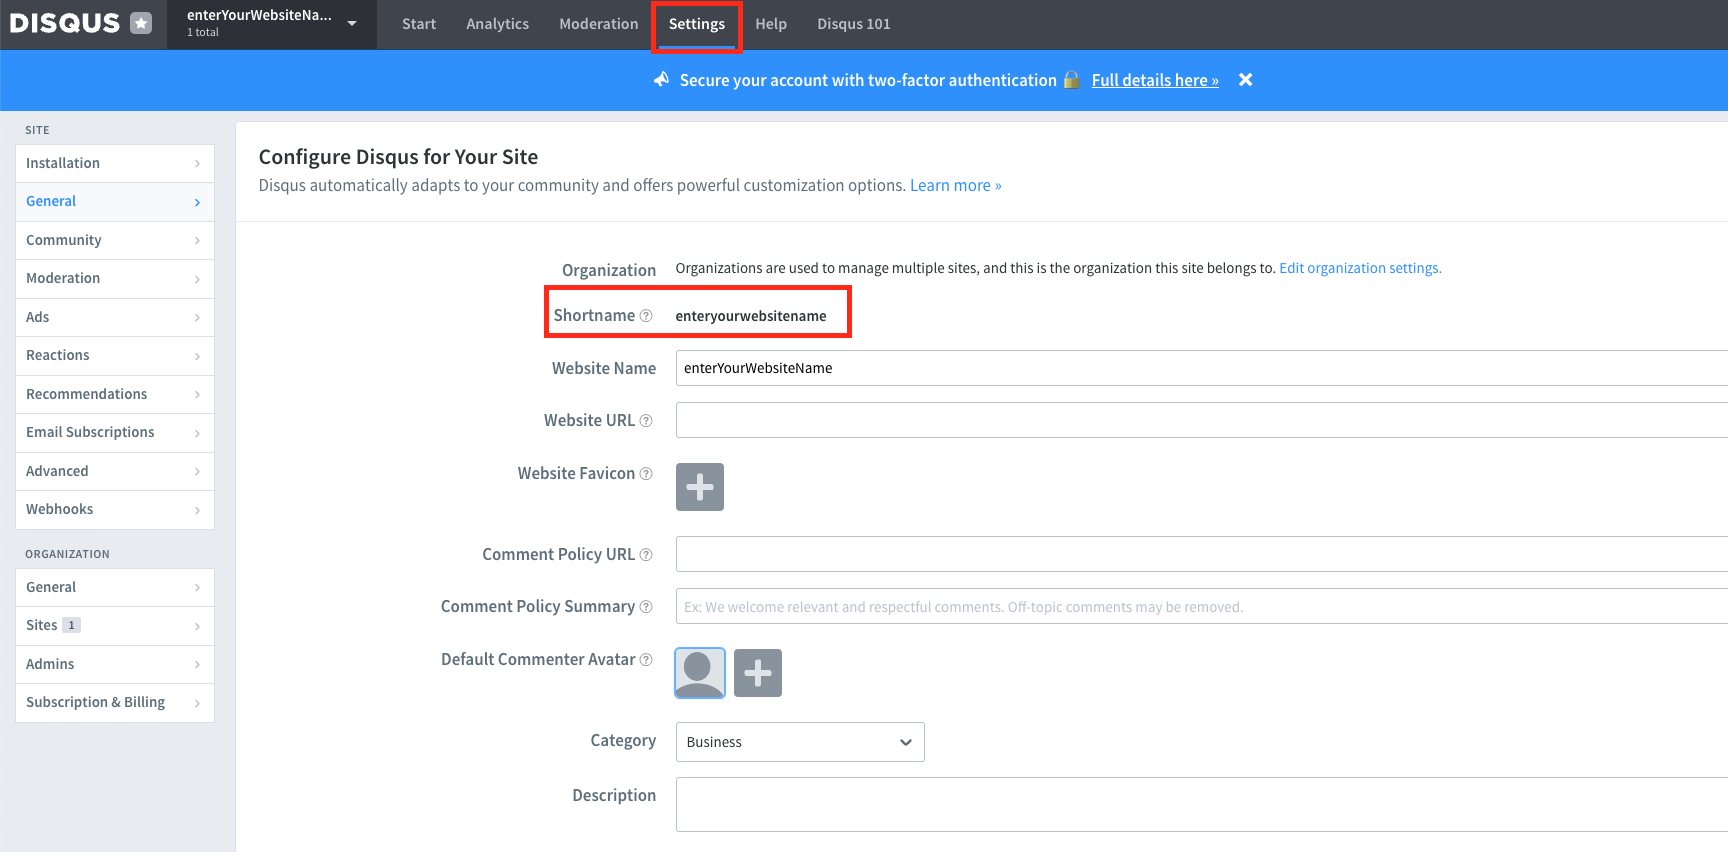 DISQUS
enterYourWebsiteNa...
1 total
Start
Analytics
Moderation
Settings
Help
Disqus 101
Secure your account with two-factor authentication 🔒 Full details here »
SITE
Installation
General
Community
Moderation
Ads
Reactions
Recommendations
Email Subscriptions
Advanced
Webhooks
ORGANIZATION
General
Sites 1
Admins
Subscription & Billing
Configure Disqus for Your Site
Disqus automatically adapts to your community and offers powerful customization options. Learn more »
Organization Organizations are used to manage multiple sites, and this is the organization this site belongs to. Edit organization settings.
Shortname ? enteryourwebsitename
Website Name enterYourWebsiteName
Website URL ?
Website Favicon ?
Comment Policy URL ?
Comment Policy Summary ? Ex: We welcome relevant and respectful comments. Off-topic comments may be removed.
Default Commenter Avatar ?
Category Business
Description